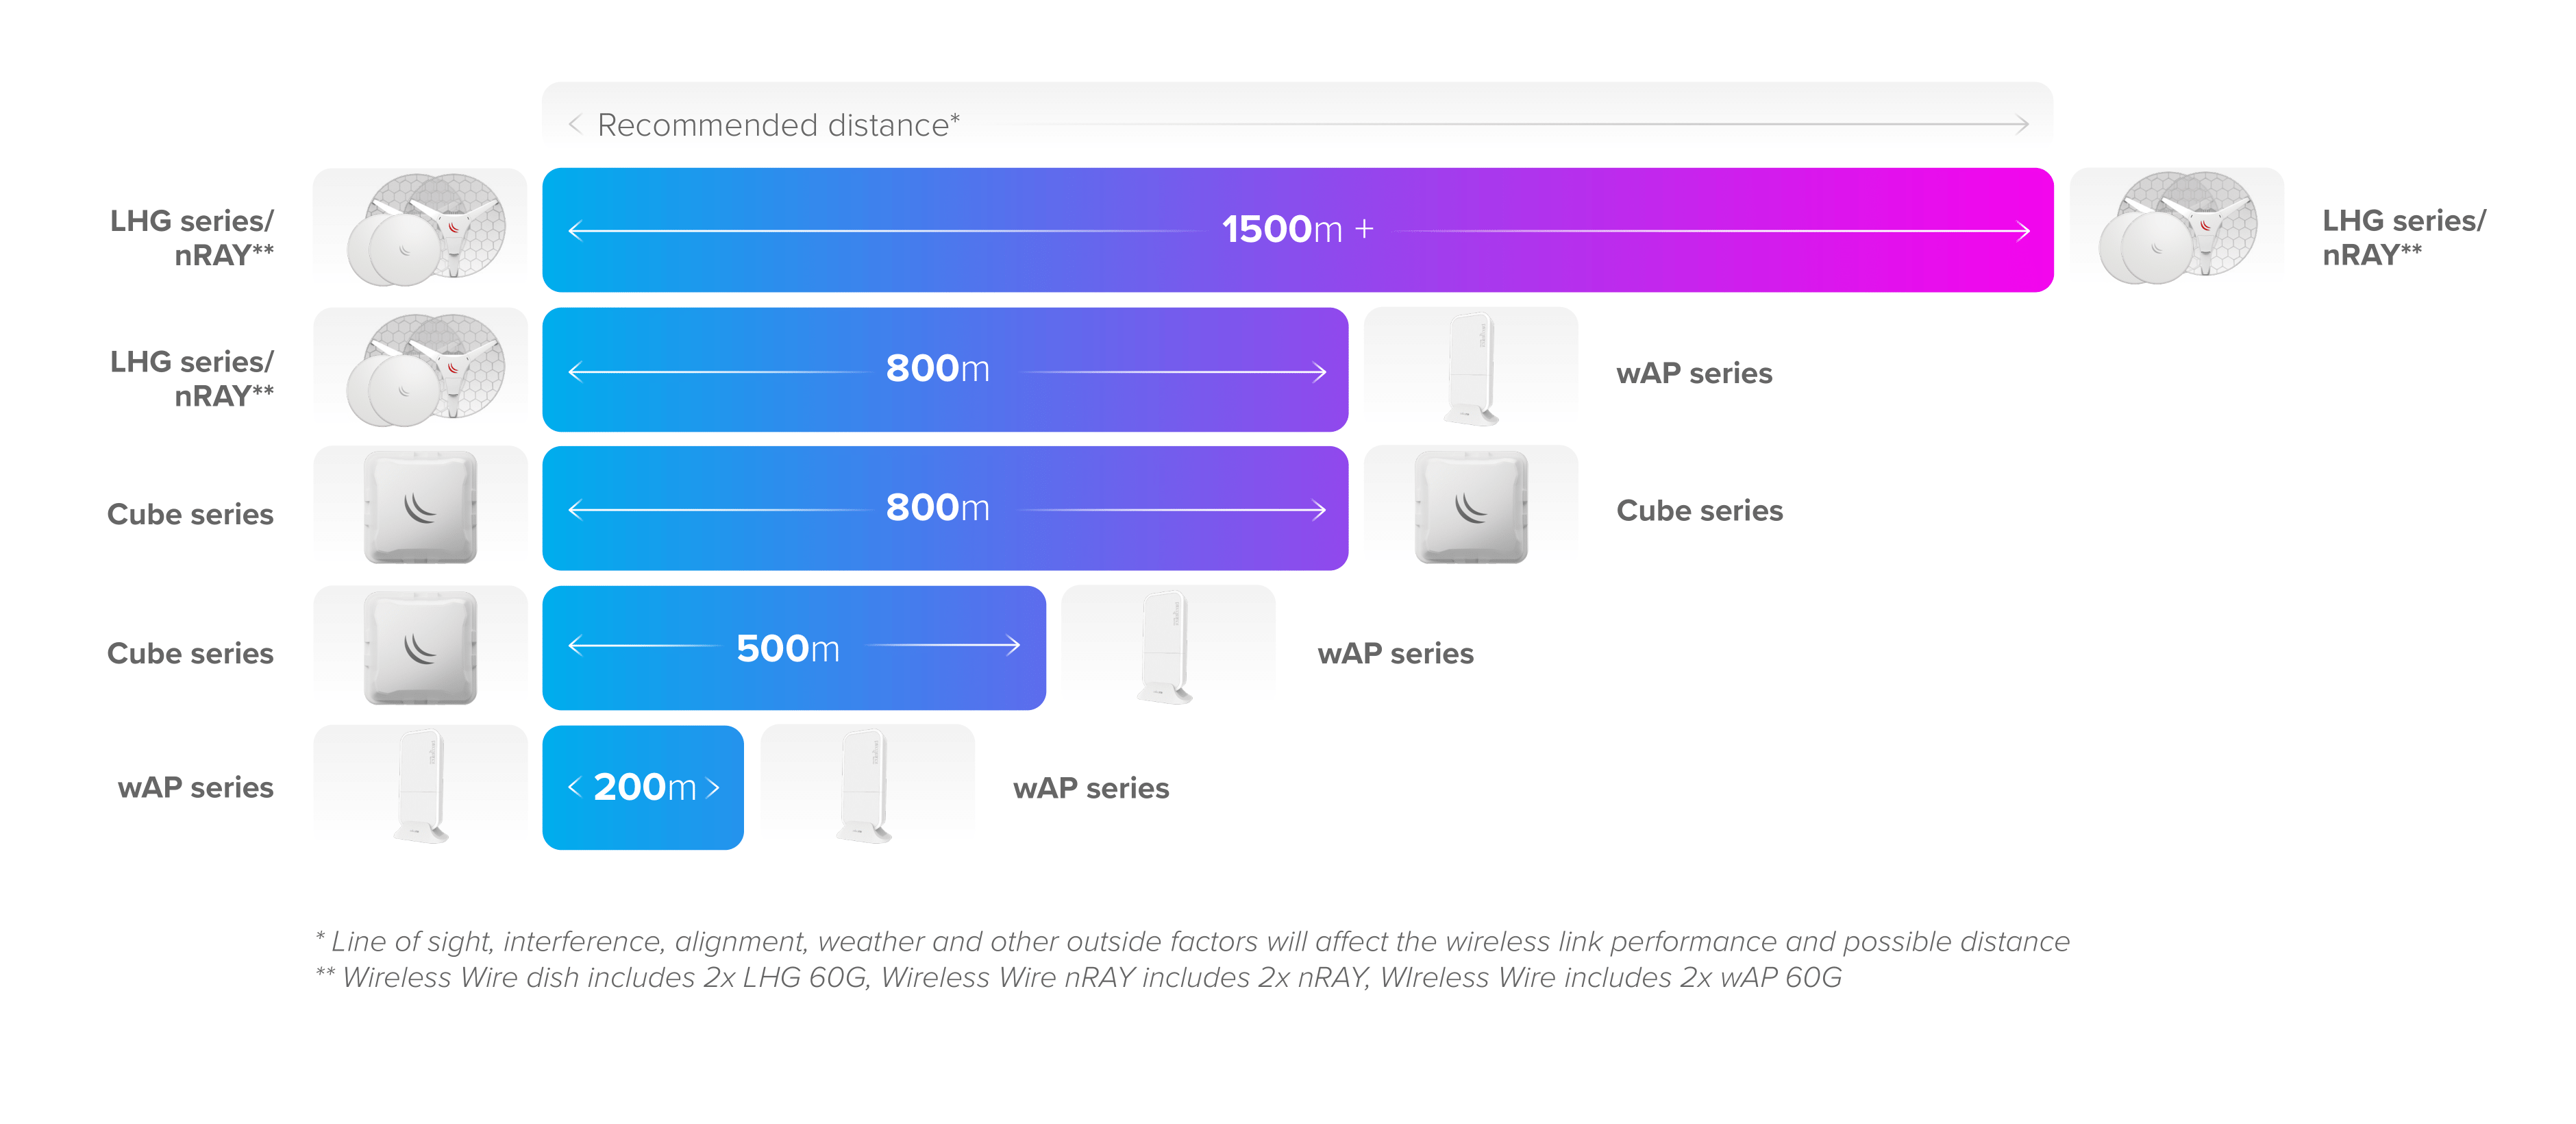 Recommended distance*
LHG series/
nRAY**
1500m +
LHG series/
nRAY**
LHG series/
nRAY**
800m
wAP series
Cube series
800m
Cube series
Cube series
500m
wAP series
wAP series
200m
wAP series
* Line of sight, interference, alignment, weather and other outside factors will affect the wireless link performance and possible distance
** Wireless Wire dish includes 2x LHG 60G, Wireless Wire nRAY includes 2x nRAY, WIreless Wire includes 2x wAP 60G